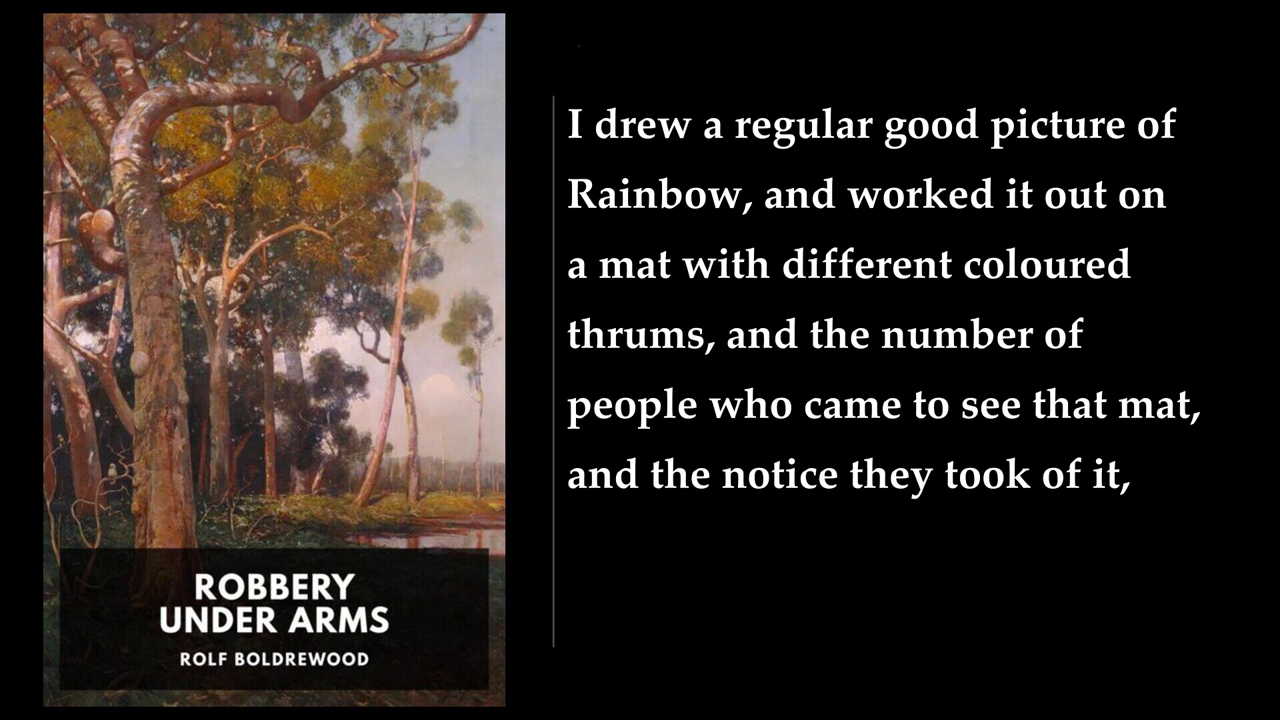 I drew a regular good picture of
Rainbow, and worked it out on
a mat with different coloured
thrums, and the number of
people who came to see that mat,
and the notice they took of it,
ROBBERY
UNDER ARMS
ROLF BOLDREWOOD